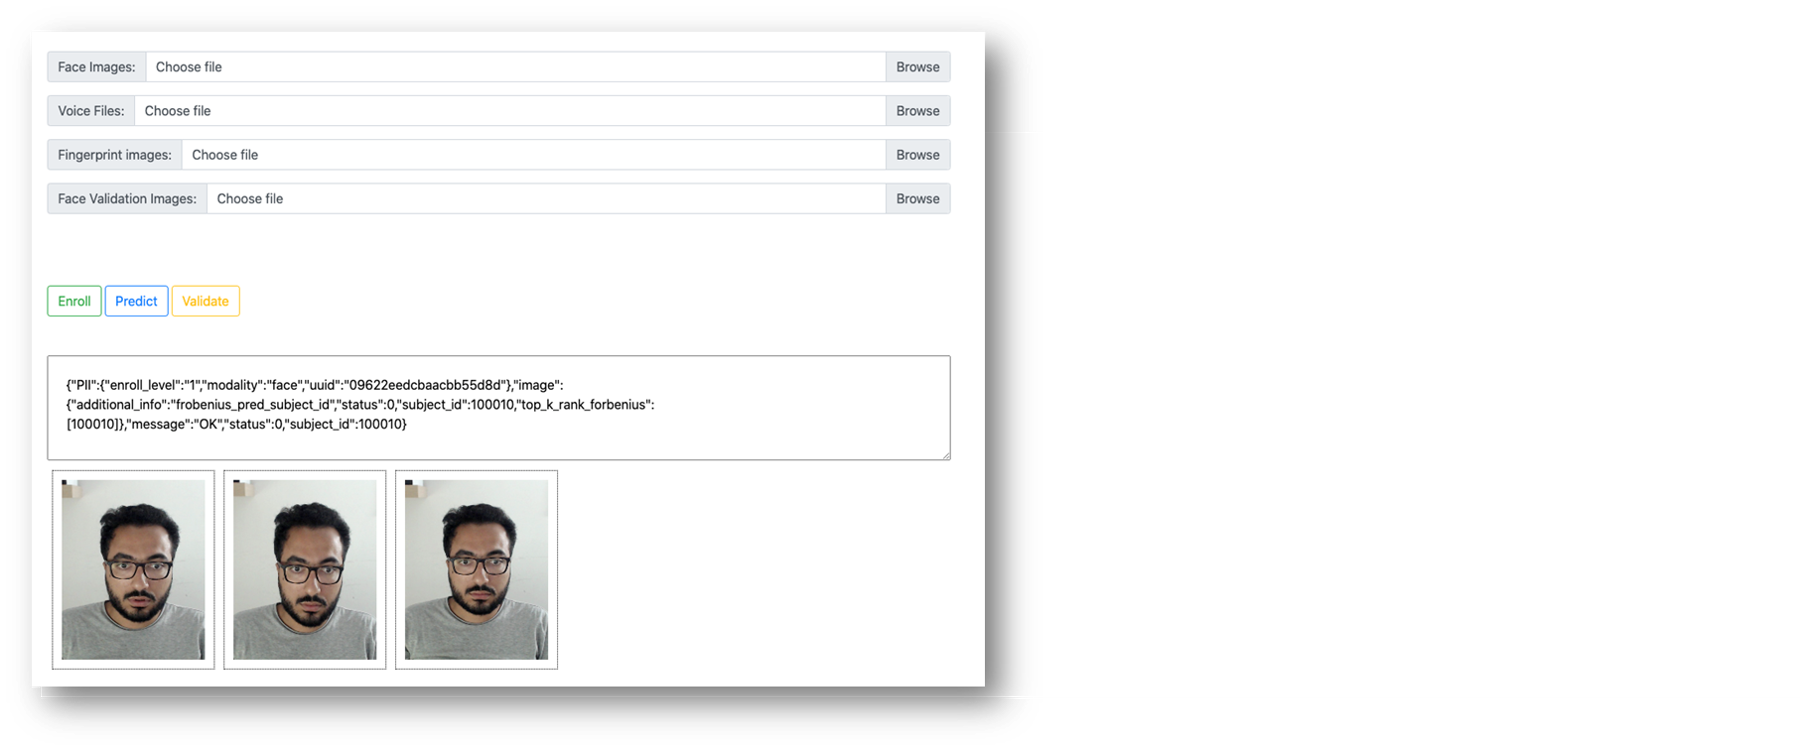 Face Images: Choose file Browse
Voice Files: Choose file Browse
Fingerprint images: Choose file Browse
Face Validation Images: Choose file Browse
Enroll Predict Validate
{"PII":{"enroll_level":"1","modality":"face","uuid":"09622eedcbaacbb55d8d"},"image":
{"additional_info":"frobenius_pred_subject_id","status":0,"subject_id":100010,"top_k_rank_forbenius":
[100010]},"message":"OK","status":0,"subject_id":100010}